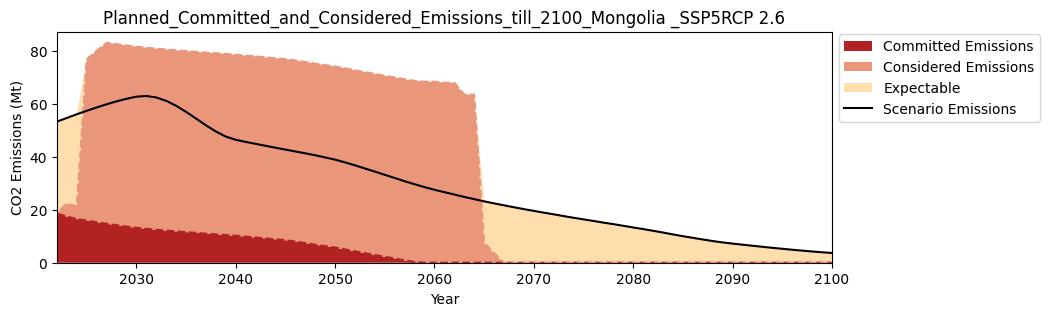 Planned_Committed_and_Considered_Emissions_till_2100_Mongolia _SSP5RCP 2.6
CO2 Emissions (Mt)
80
60
40
20
0
2030 2040 2050 2060 2070 2080 2090 2100
Year
Committed Emissions
Considered Emissions
Expectable
Scenario Emissions